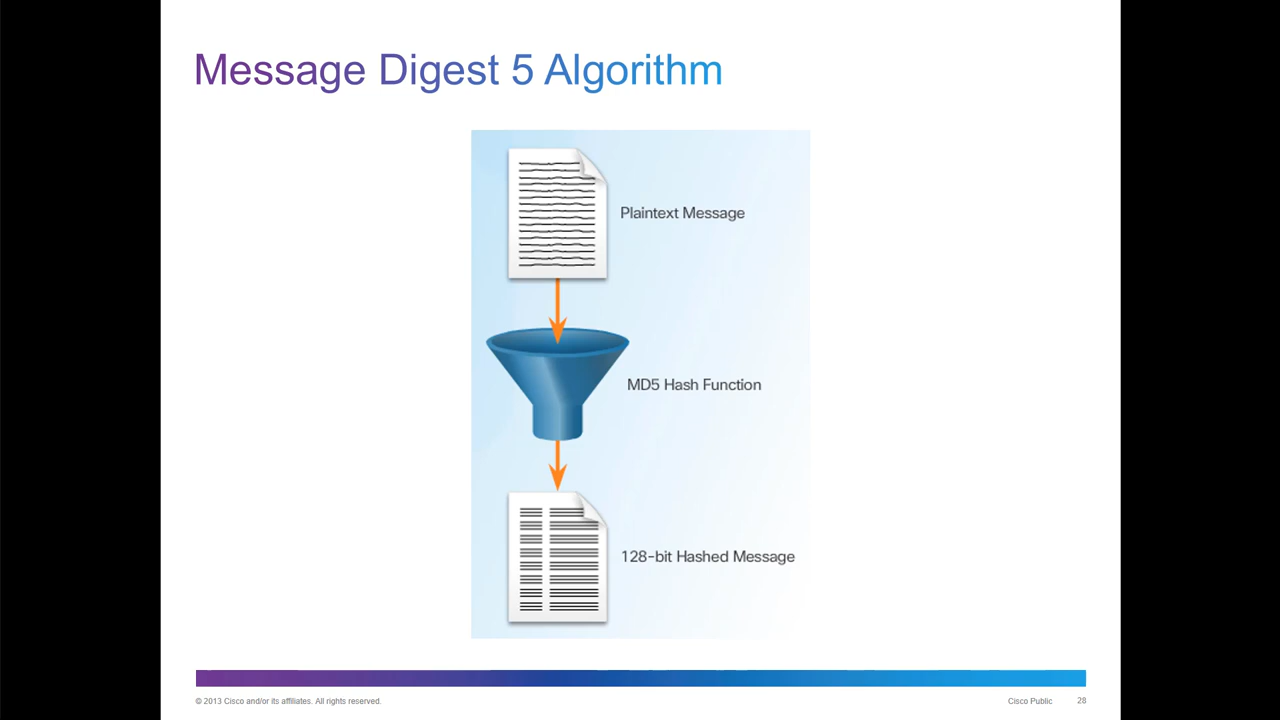 Message Digest 5 Algorithm
Plaintext Message
MD5 Hash Function
128-bit Hashed Message
© 2013 Cisco and/or its affiliates. All rights reserved.
Cisco Public
28